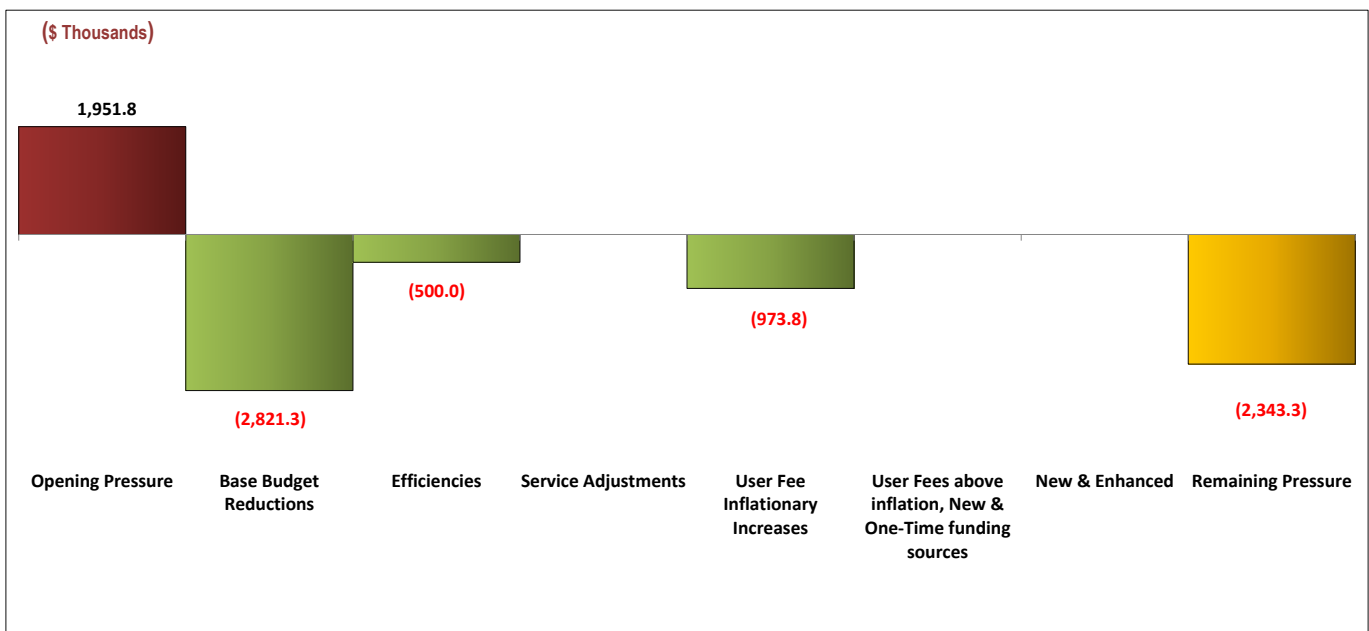 ($ Thousands)
1,951.8
(2,821.3)
(500.0)
(973.8)
(2,343.3)
Opening Pressure
Base Budget
Reductions
Efficiencies
Service Adjustments
User Fee
Inflationary
Increases
User Fees above
inflation, New &
One-Time funding
sources
New & Enhanced
Remaining Pressure